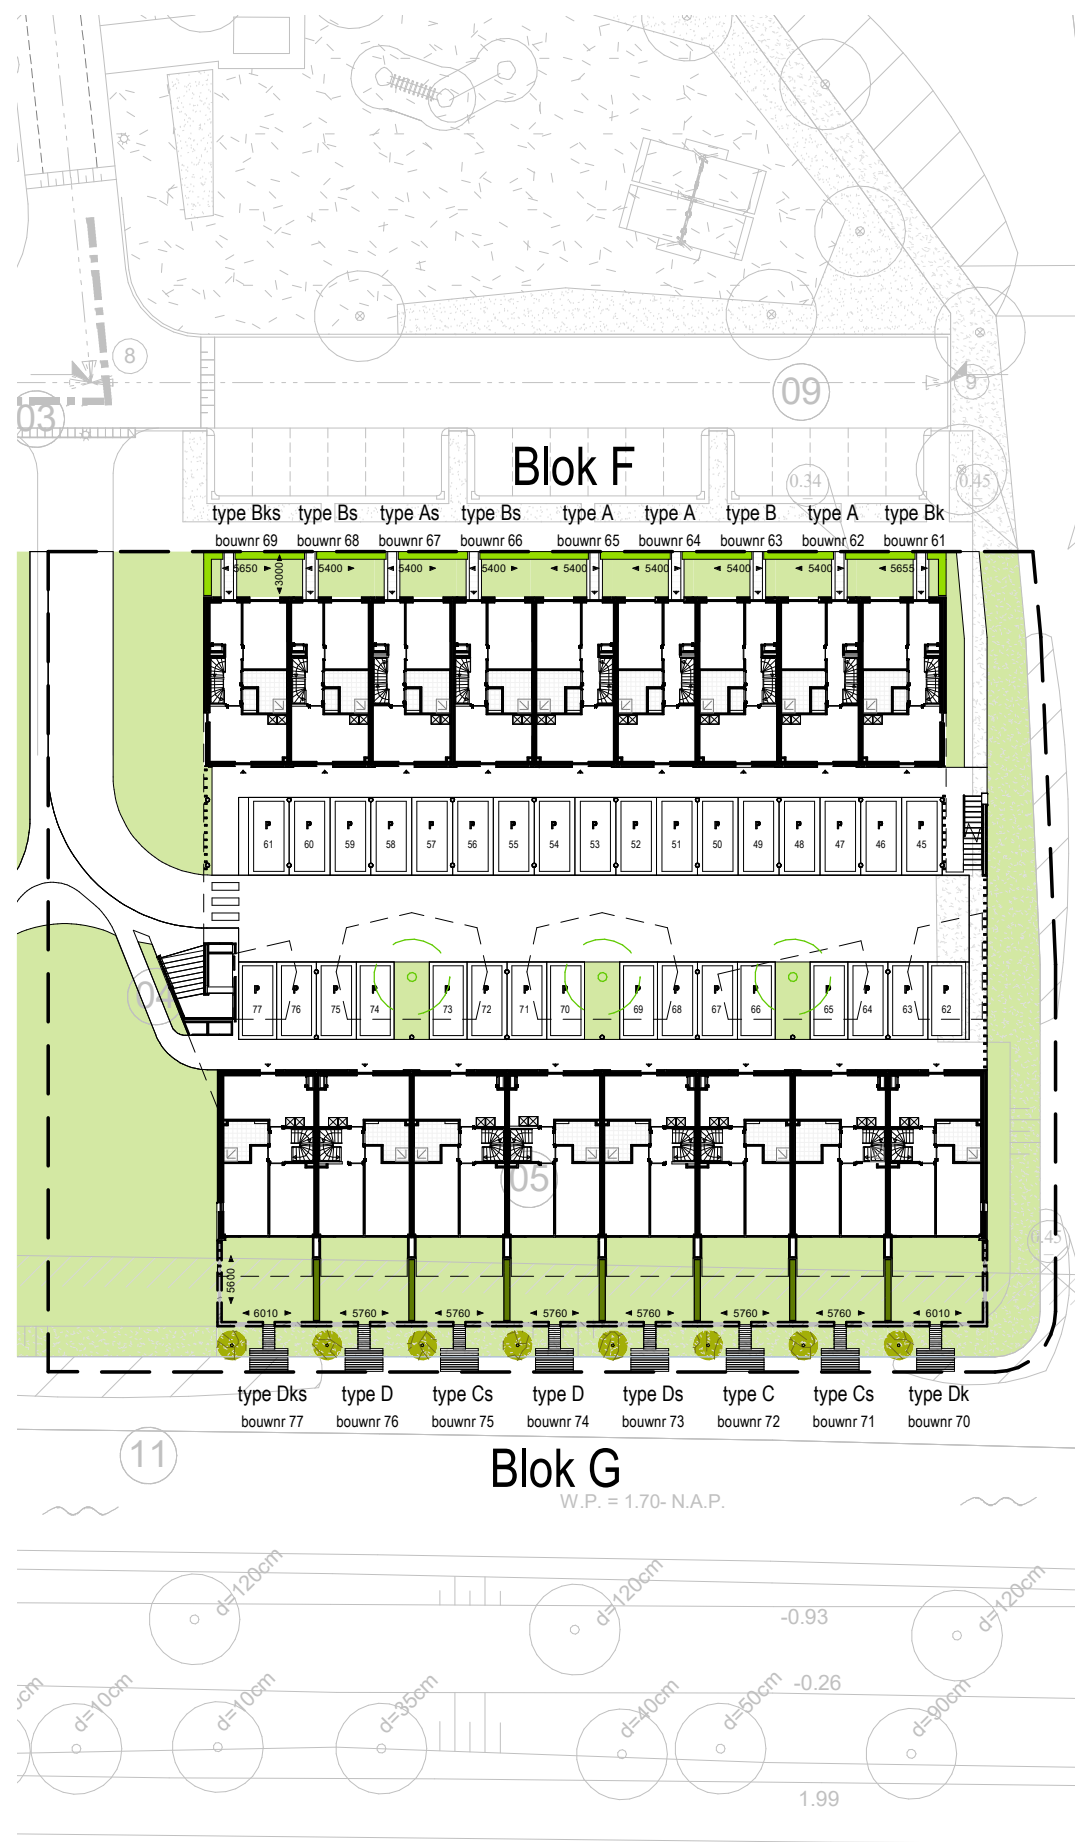 8
9
09
03
Blok F
0.34
0.45
type Bks type Bs type As type Bs type A type A type B type A type Bk
bouwnr 69 bouwnr 68 bouwnr 67 bouwnr 66 bouwnr 65 bouwnr 64 bouwnr 63 bouwnr 62 bouwnr 61
5650 3000 5400 5400 5400 5400 5400 5400 5400 5655
P P P P P P P P P P P P P P P P P
61 60 59 58 57 56 55 54 53 52 51 50 49 48 47 46 45
04
P P P P P P P P P P P P P P P P
77 76 75 74 73 72 71 70 69 68 67 66 65 64 63 62
05
0.45
5600
6010 5760 5760 5760 5760 5760 5760 6010
type Dks type D type Cs type D type Ds type C type Cs type Dk
bouwnr 77 bouwnr 76 bouwnr 75 bouwnr 74 bouwnr 73 bouwnr 72 bouwnr 71 bouwnr 70
11
Blok G
W.P. = 1.70- N.A.P.
d=120cm d=120cm d=120cm
-0.93
-0.26
d=10cm d=10cm d=35cm d=40cm d=50cm d=90cm
1.99